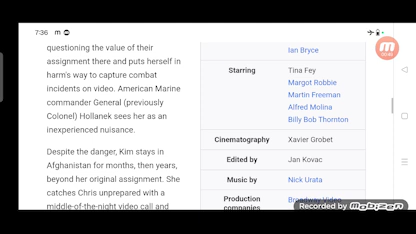 7:36 m
Ian Bryce
questioning the value of their
assignment there and puts herself in
harm's way to capture combat
incidents on video. American Marine
commander General (previously
Colonel) Hollanek sees her as an
inexperienced nuisance.
Despite the danger, Kim stays in
Afghanistan for months, then years,
beyond her original assignment. She
catches Chris unprepared with a
middle-of-the-night video call and
Starring
Tina Fey
Margot Robbie
Martin Freeman
Alfred Molina
Billy Bob Thornton
Cinematography Xavier Grobet
Edited by Jan Kovac
Music by Nick Urata
Production Broadway Video
companies
Recorded by Mobizen
m